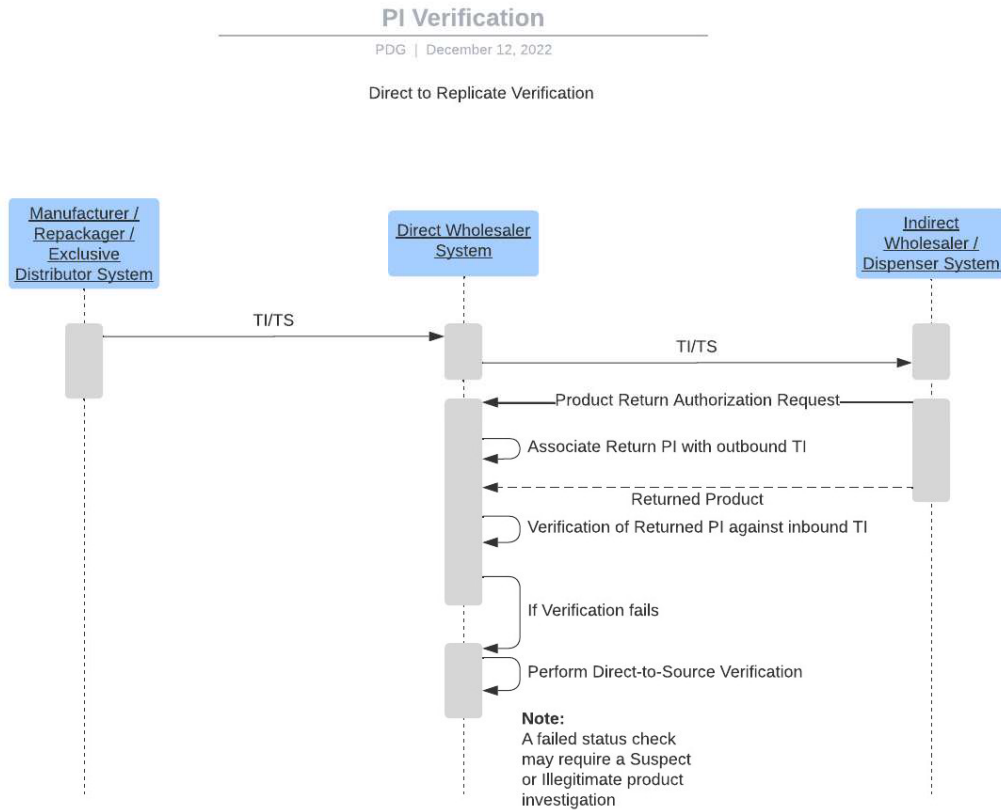 PI Verification
PDG | December 12, 2022
Direct to Replicate Verification
Manufacturer /
Repackager /
Exclusive
Distributor System
Direct Wholesaler
System
Indirect
Wholesaler /
Dispenser System
TI/TS
TI/TS
Product Return Authorization Request
Associate Return PI with outbound TI
Returned Product
Verification of Returned PI against inbound TI
If Verification fails
Perform Direct-to-Source Verification
Note:
A failed status check
may require a Suspect
or Illegitimate product
investigation